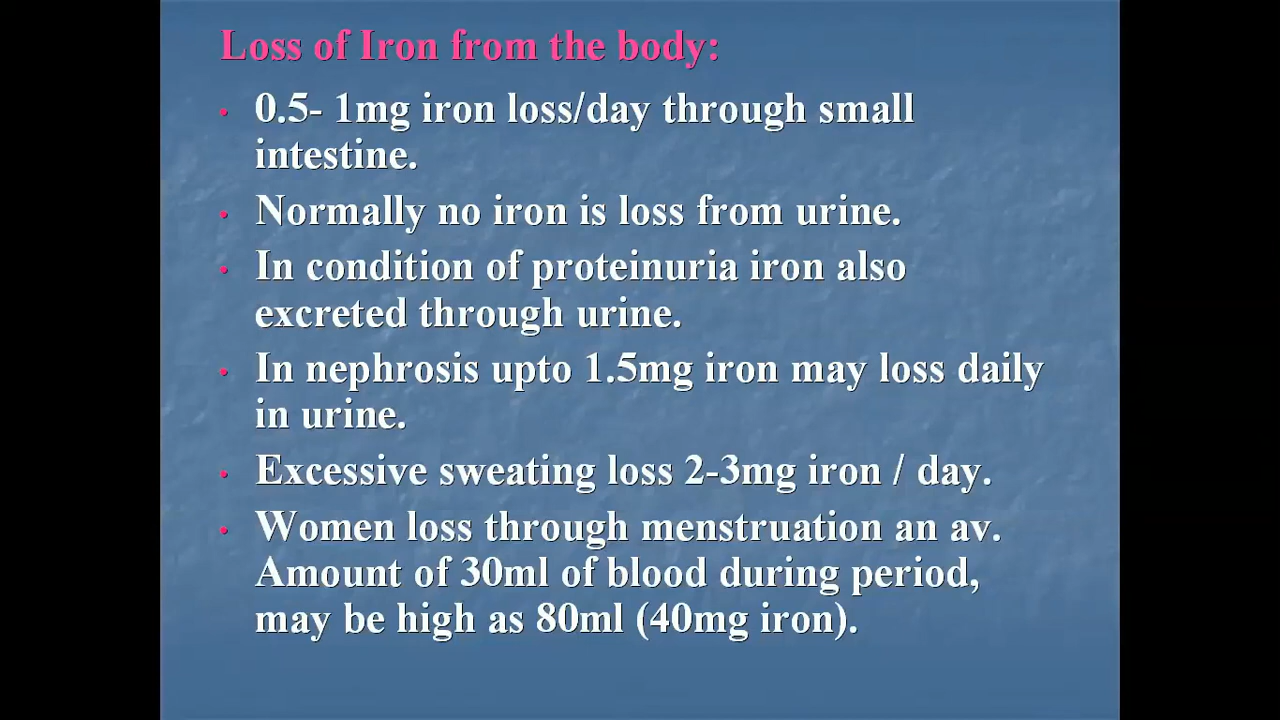 Loss of Iron from the body:
• 0.5- 1mg iron loss/day through small
intestine.
• Normally no iron is loss from urine.
• In condition of proteinuria iron also
excreted through urine.
• In nephrosis upto 1.5mg iron may loss daily
in urine.
• Excessive sweating loss 2-3mg iron / day.
• Women loss through menstruation an av.
Amount of 30ml of blood during period,
may be high as 80ml (40mg iron).